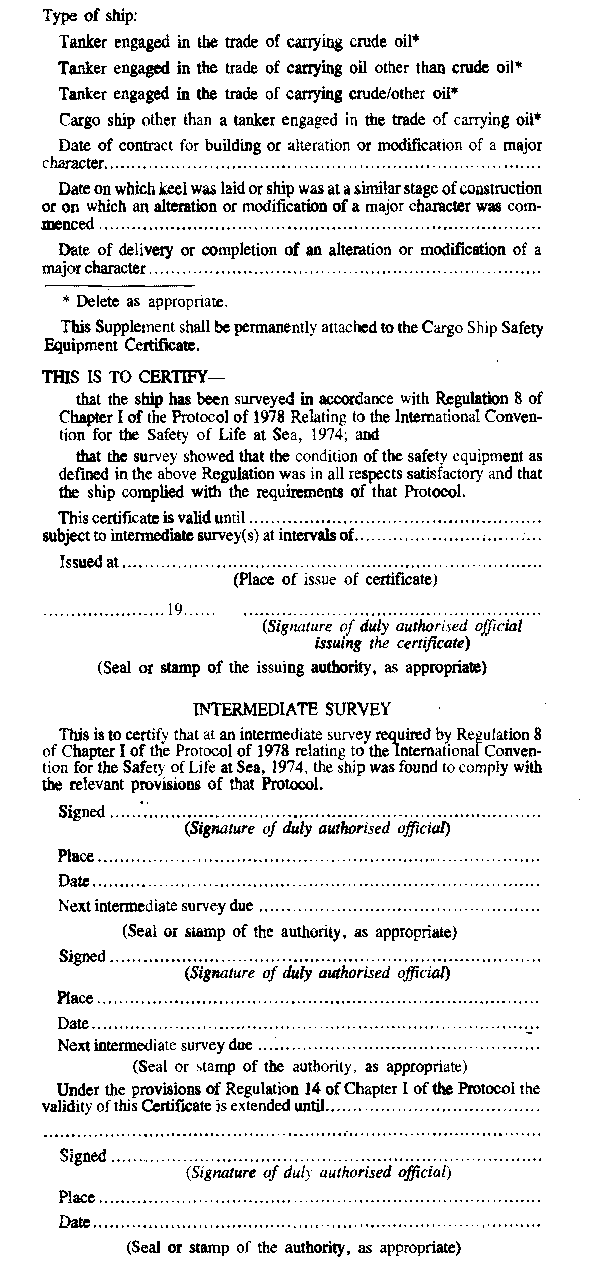 Type of ship:
Tanker engaged in the trade of carrying crude oil*
Tanker engaged in the trade of carrying oil other than crude oil*
Tanker engaged in the trade of carrying crude/other oil*
Cargo ship other than a tanker engaged in the trade of carrying oil*
Date of contract for building or alteration or modification of a major
character..............................................................................
Date on which keel was laid or ship was at a similar stage of construction
or on which an alteration or modification of a major character was com-
menced ..............................................................................
Date of delivery or completion of an alteration or modification of a
major character ......................................................................
* Delete as appropriate.
This Supplement shall be permanently attached to the Cargo Ship Safety
Equipment Certificate.
THIS IS TO CERTIFY—
that the ship has been surveyed in accordance with Regulation 8 of
Chapter I of the Protocol of 1978 Relating to the International Conven-
tion for the Safety of Life at Sea, 1974; and
that the survey showed that the condition of the safety equipment as
defined in the above Regulation was in all respects satisfactory and that
the ship complied with the requirements of that Protocol.
This certificate is valid until ....................................................
subject to intermediate survey(s) at intervals of.................................
Issued at ..........................................................................
(Place of issue of certificate)
......................19...... .....................................................
(Signature of duly authorised official
issuing the certificate)
(Seal or stamp of the issuing authority, as appropriate)
INTERMEDIATE SURVEY
This is to certify that at an intermediate survey required by Regulation 8
of Chapter I of the Protocol of 1978 relating to the International Conven-
tion for the Safety of Life at Sea, 1974, the ship was found to comply with
the relevant provisions of that Protocol.
Signed ..............................................................................
(Signature of duly authorised official)
Place ................................................................................
Date..................................................................................
Next intermediate survey due ..................................................
(Seal or stamp of the authority, as appropriate)
Signed ..............................................................................
(Signature of duly authorised official)
Place ................................................................................
Date..................................................................................
Next intermediate survey due ..................................................
(Seal or stamp of the authority, as appropriate)
Under the provisions of Regulation 14 of Chapter I of the Protocol the
validity of this Certificate is extended until.......................................
..........................................................................................
Signed ..............................................................................
(Signature of duly authorised official)
Place ................................................................................
Date..................................................................................
(Seal or stamp of the authority, as appropriate)